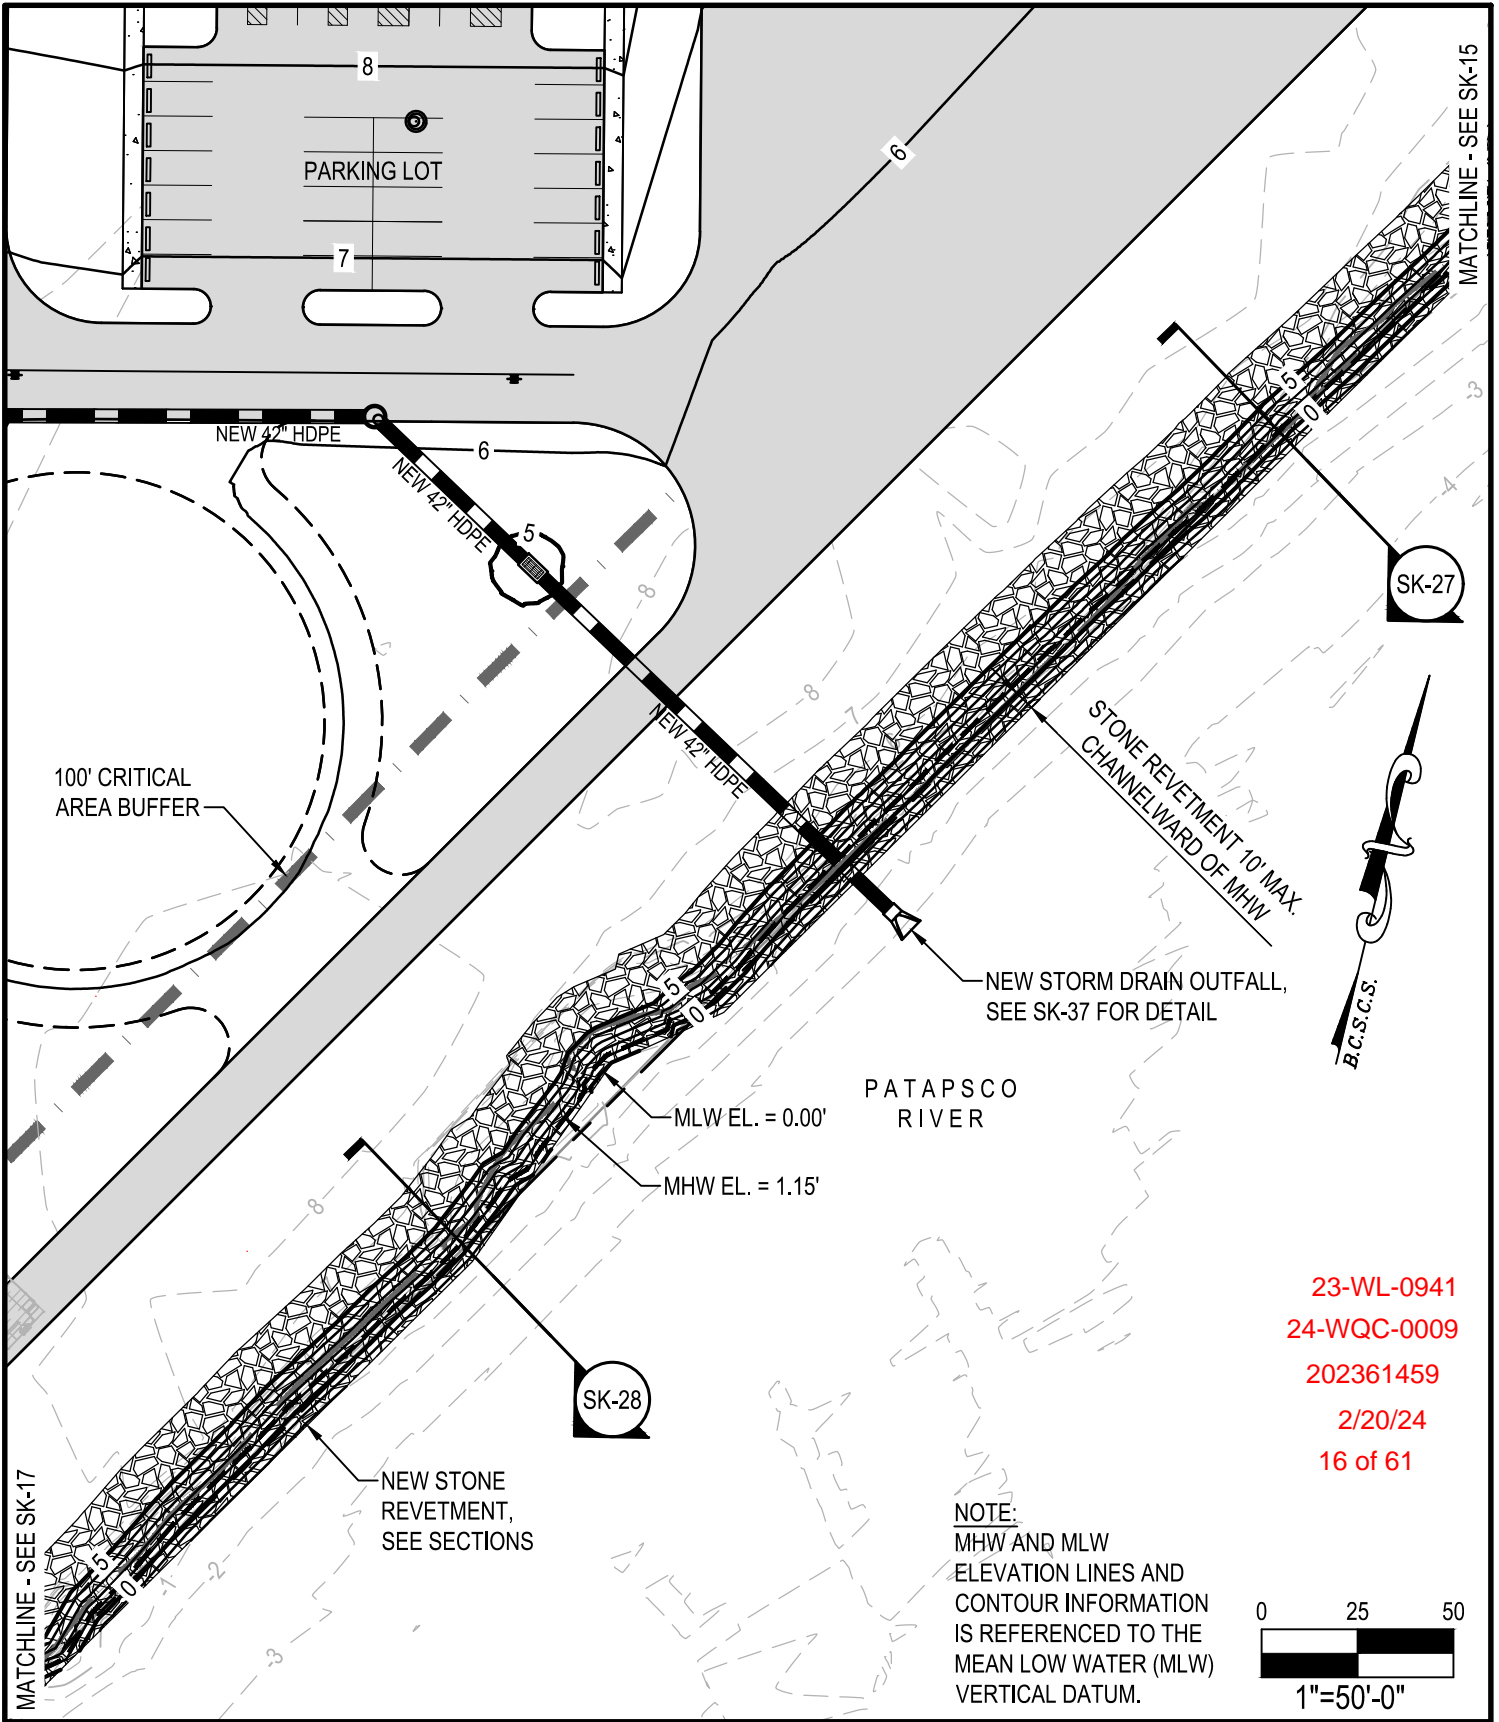 8
PARKING LOT
7
6
MATCHLINE - SEE SK-15
NEW 42" HDPE
6
NEW 42" HDPE
5
8
5
0
-3
-4
SK-27
8
7
NEW 42" HDPE
STONE REVETMENT 10' MAX.
CHANNELWARD OF MHW
100' CRITICAL
AREA BUFFER
5
0
NEW STORM DRAIN OUTFALL,
SEE SK-37 FOR DETAIL
B.C.S.C.S.
PATAPSCO
RIVER
MLW EL. = 0.00'
MHW EL. = 1.15'
8
SK-28
23-WL-0941
24-WQC-0009
202361459
2/20/24
16 of 61
NEW STONE
REVETMENT,
SEE SECTIONS
MATCHLINE - SEE SK-17
5
0
-1
-2
-3
NOTE:
MHW AND MLW
ELEVATION LINES AND
CONTOUR INFORMATION
IS REFERENCED TO THE
MEAN LOW WATER (MLW)
VERTICAL DATUM.
0 25 50
1"=50'-0"